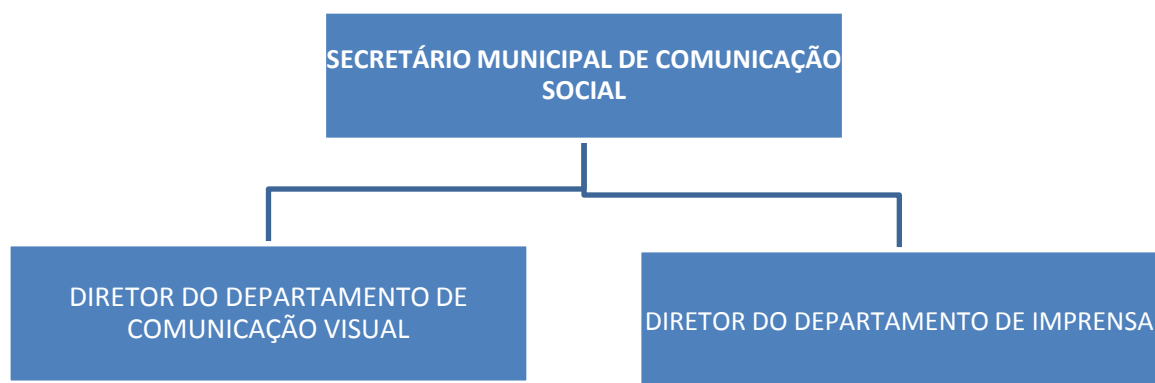 SECRETÁRIO MUNICIPAL DE COMUNICAÇÃO
SOCIAL
DIRETOR DO DEPARTAMENTO DE
COMUNICAÇÃO VISUAL
DIRETOR DO DEPARTAMENTO DE IMPRENSA